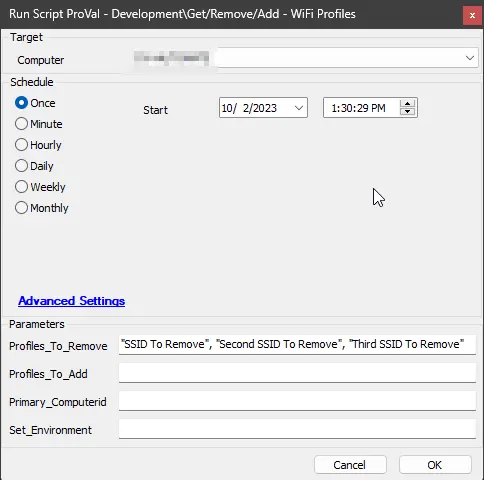 Run Script ProVal - Development\Get/Remove/Add - WiFi Profiles
Target
Computer
Schedule
Once
Start
10/ 2/2023
1:30:29 PM
Minute
Hourly
Daily
Weekly
Monthly
Advanced Settings
Parameters
Profiles_To_Remove "SSID To Remove", "Second SSID To Remove", "Third SSID To Remove"
Profiles_To_Add
Primary_Computerid
Set_Environment
Cancel
OK